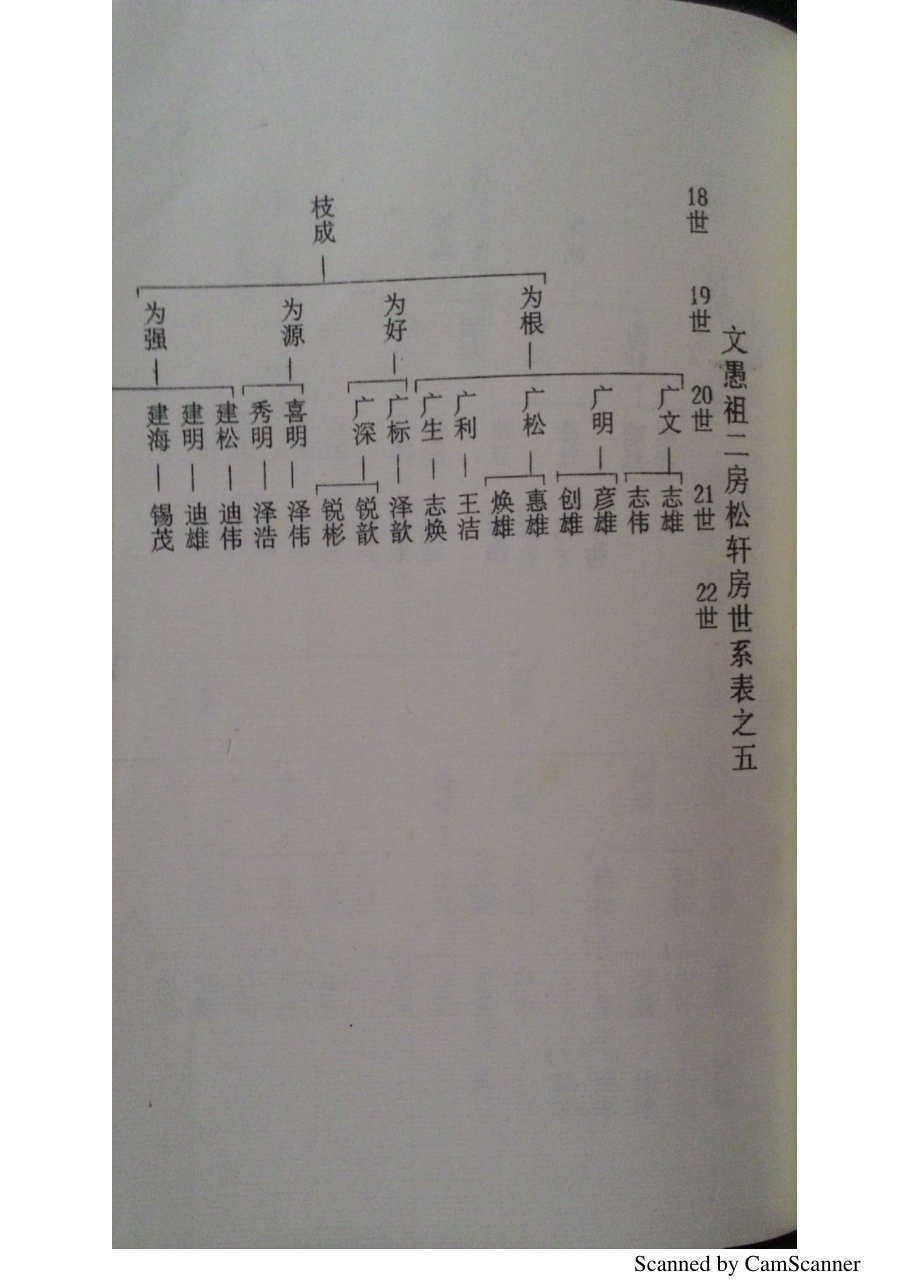 文愚祖二房松轩房世系表之五
18世
19世
20世
21世
22世
枝成
为根
为好
为源
为强
广文
广明
广松
广利
广生
广标
广深
喜明
秀明
建松
建明
建海
志雄
志伟
彦雄
创雄
惠雄
焕雄
王洁
志焕
泽歆
锐歆
锐彬
泽伟
泽浩
迪伟
迪雄
锡茂
Scanned by CamScanner